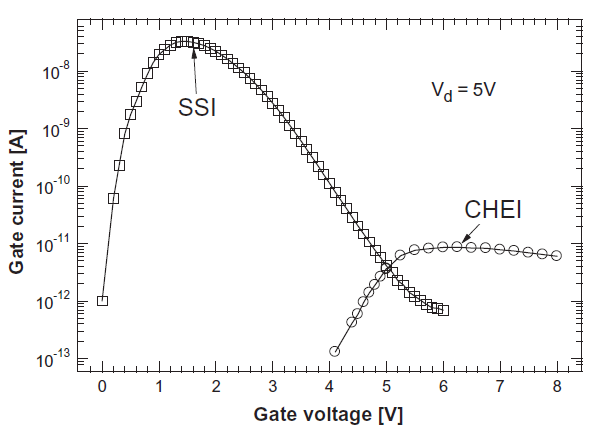 10⁻⁸
10⁻⁹
10⁻¹⁰
10⁻¹¹
10⁻¹²
10⁻¹³
Gate current [A]
SSI
V_d = 5V
CHEI
0 1 2 3 4 5 6 7 8
Gate voltage [V]